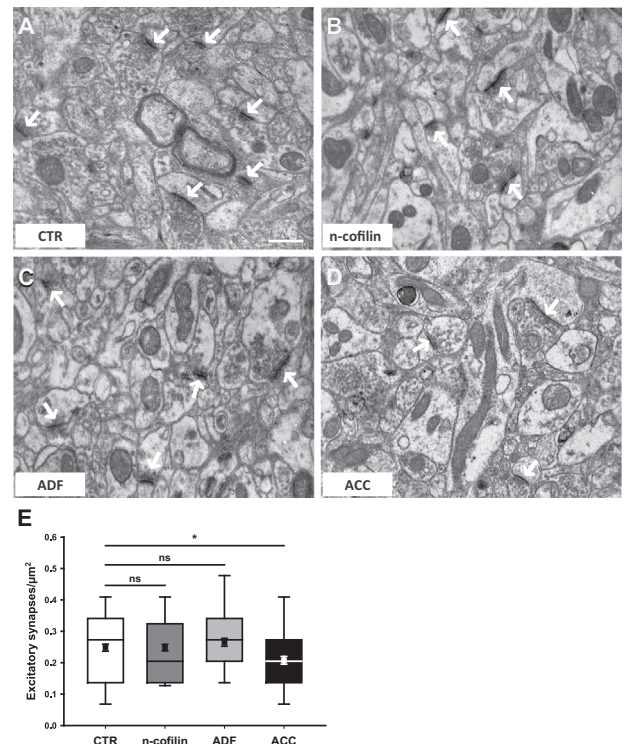 A
B
CTR
n-cofilin
C
D
ADF
ACC
E
*
ns
ns
Excitatory synapses/µm²
0.6
0.5
0.4
0.3
0.2
0.1
0.0
CTR n-cofilin ADF ACC